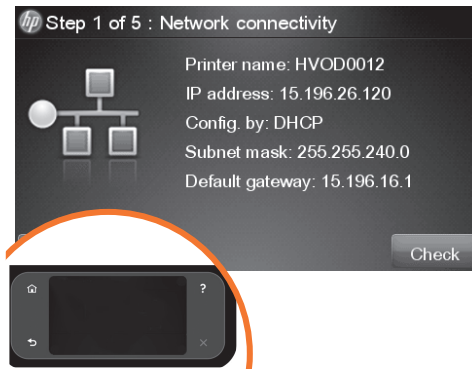 hp Step 1 of 5 : Network connectivity
Printer name: HVOD0012
IP address: 15.196.26.120
Config. by: DHCP
Subnet mask: 255.255.240.0
Default gateway: 15.196.16.1
Check
?